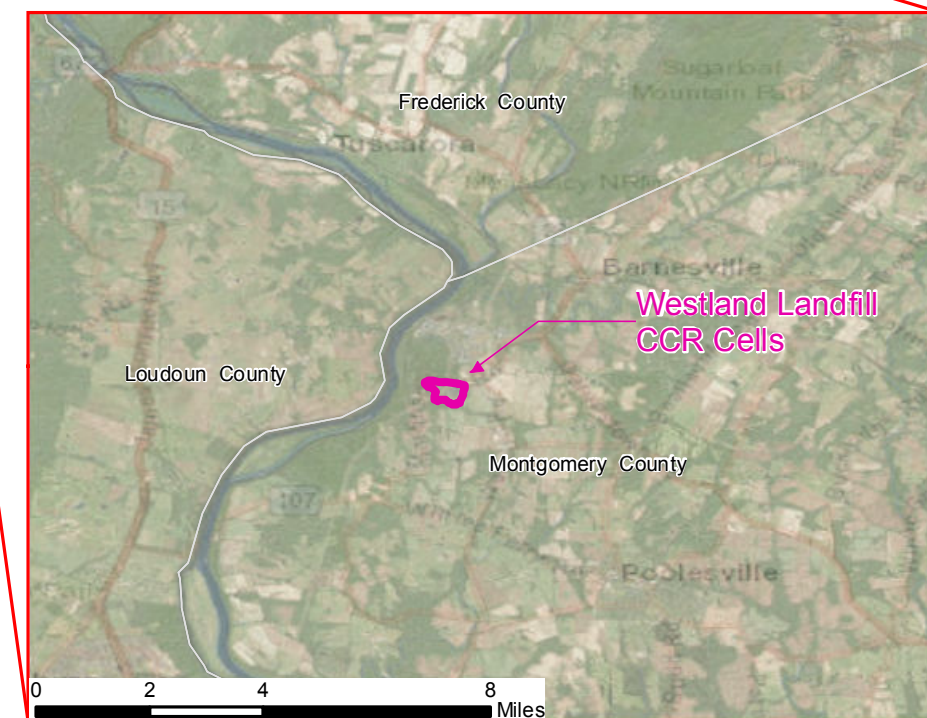 Sugarloaf
Mountain Park
Frederick County
Tuscarora
15
Barnesville
Westland Landfill
CCR Cells
Loudoun County
Montgomery County
107
Poolesville
0 2 4 8
Miles